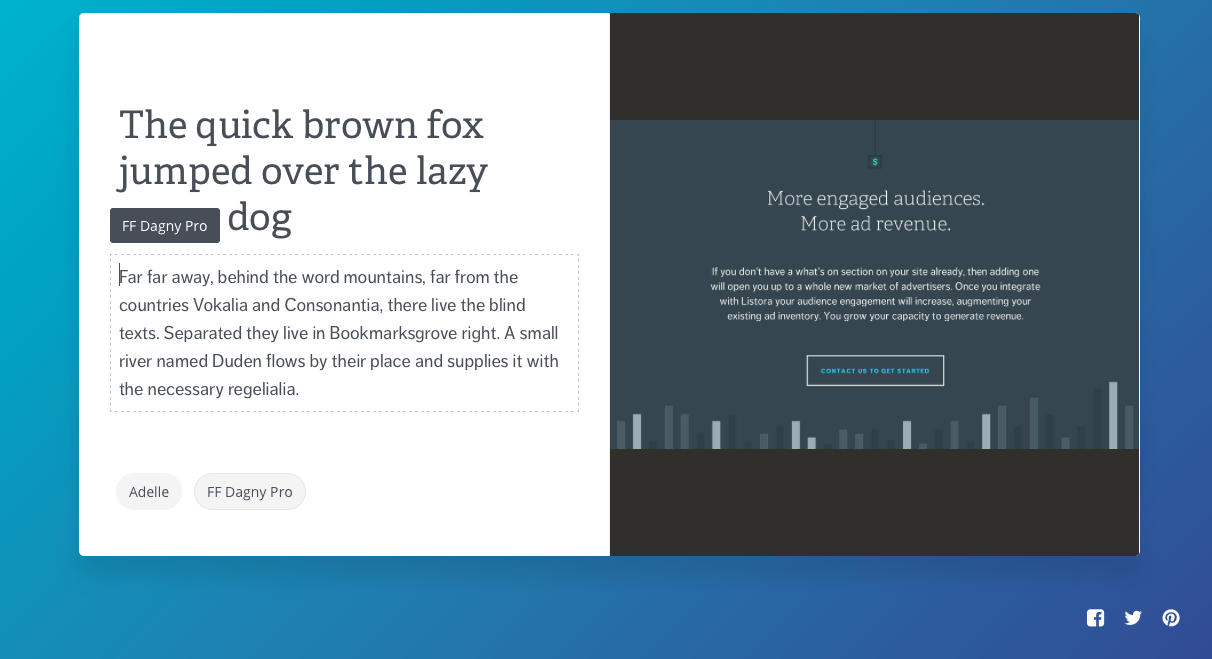 The quick brown fox
jumped over the lazy
dog
FF Dagny Pro
Far far away, behind the word mountains, far from the
countries Vokalia and Consonantia, there live the blind
texts. Separated they live in Bookmarksgrove right. A small
river named Duden flows by their place and supplies it with
the necessary regelialia.
Adelle
FF Dagny Pro
$
More engaged audiences.
More ad revenue.
If you don't have a what's on section on your site already, then adding one
will open you up to a whole new market of advertisers. Once you integrate
with Listora your audience engagement will increase, augmenting your
existing ad inventory. You grow your capacity to generate revenue.
CONTACT US TO GET STARTED